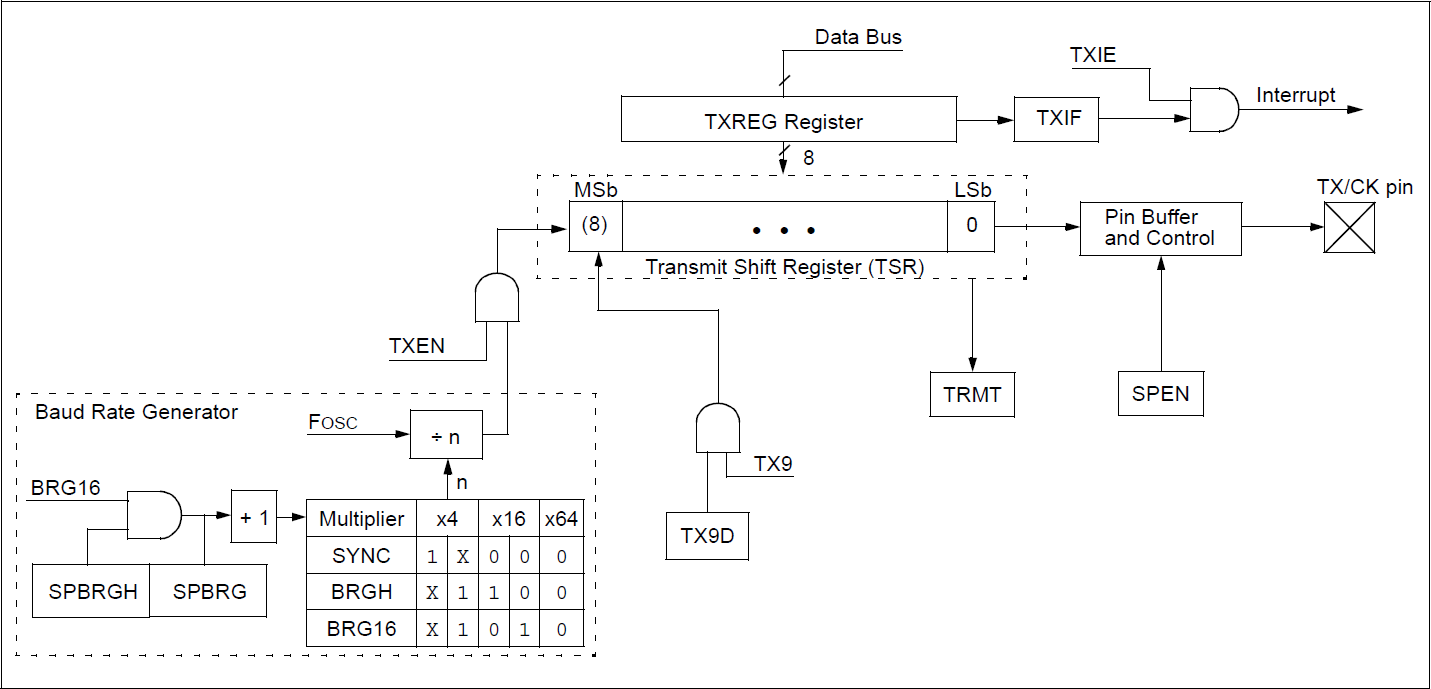 Data Bus
TXIE
Interrupt
TXREG Register
TXIF
8
MSb
LSb
TX/CK pin
(8)
• • •
0
Pin Buffer
and Control
Transmit Shift Register (TSR)
TXEN
TRMT
SPEN
Baud Rate Generator
FOSC
÷ n
TX9
n
BRG16
+ 1
Multiplier x4 x16 x64
TX9D
SYNC 1 X 0 0 0
SPBRGH SPBRG
BRGH X 1 1 0 0
BRG16 X 1 0 1 0